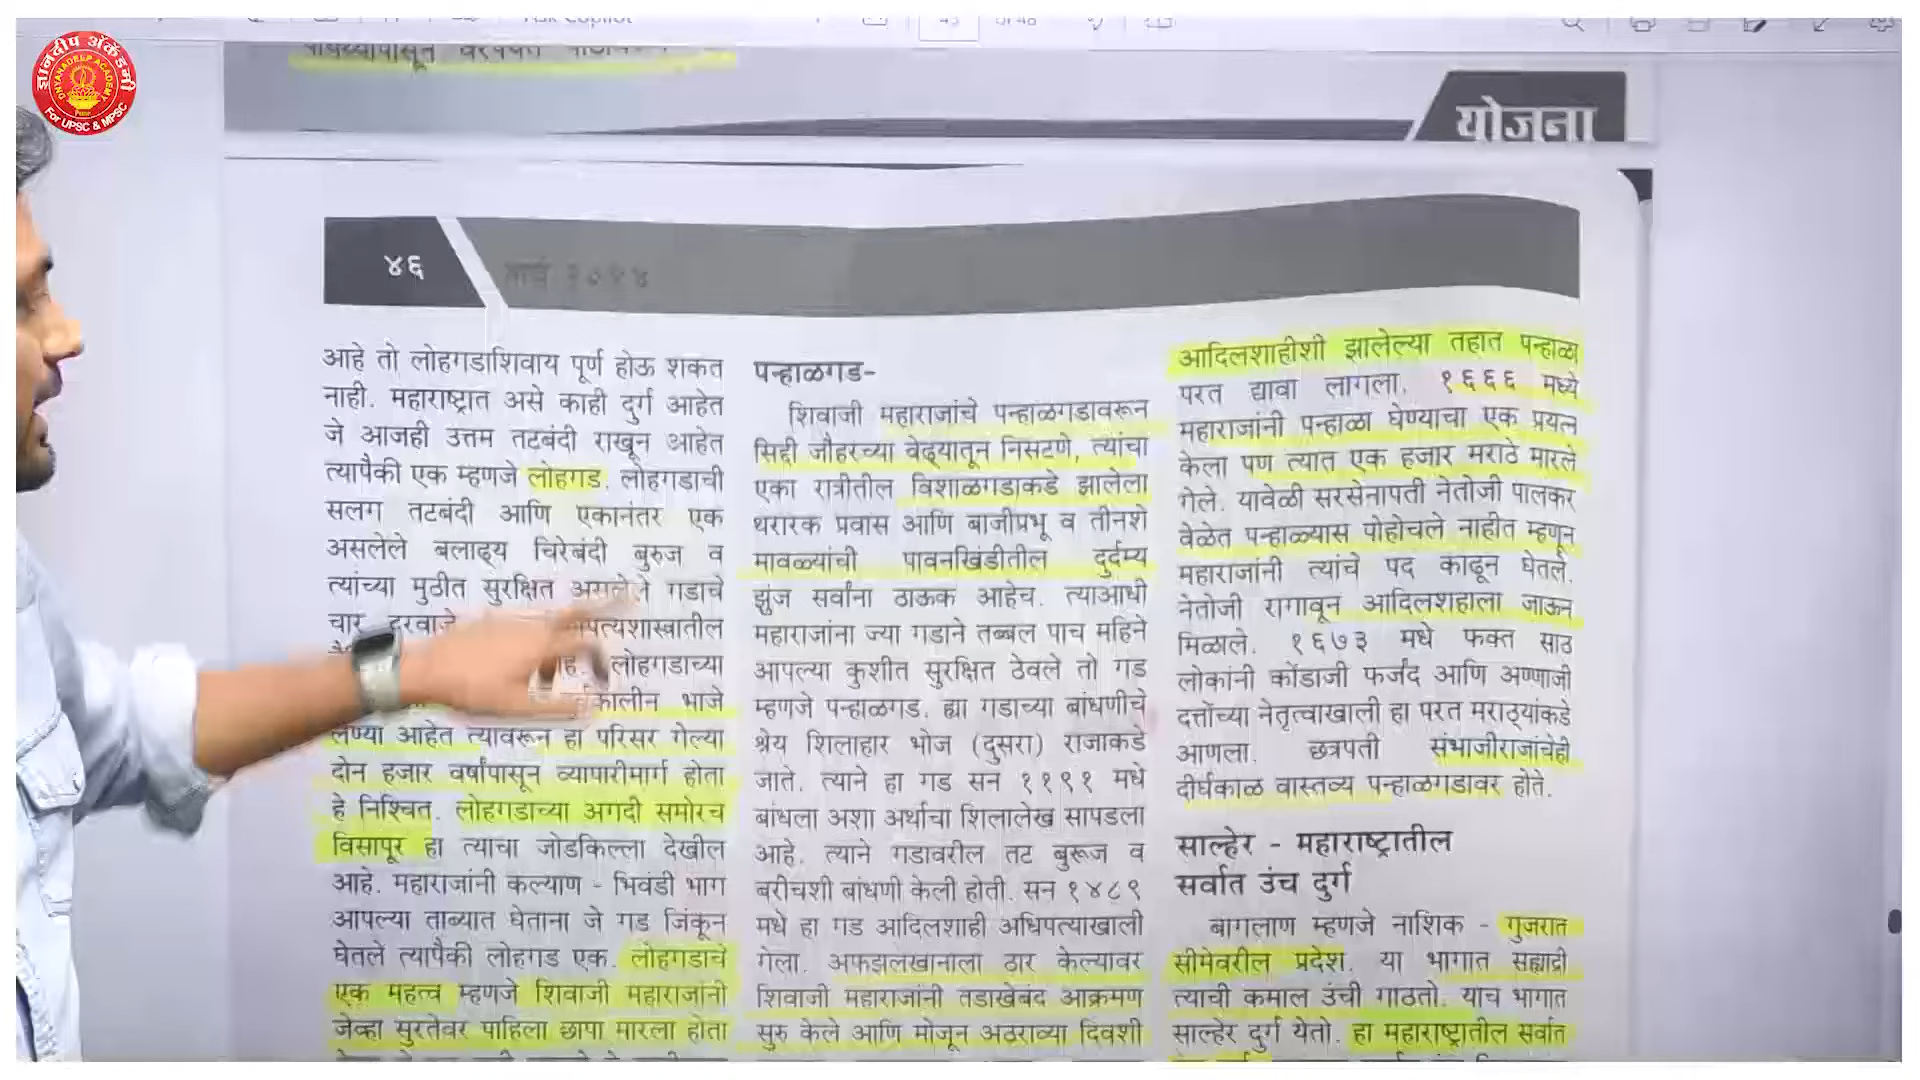 ज्ञानदीप अ‍ॅकॅडमी
DNYANADEEP ACADEMY
PUNE
For UPSC & MPSC
योजना
४६
मार्च २०२४
आहे तो लोहगडाशिवाय पूर्ण होऊ शकत
नाही. महाराष्ट्रात असे काही दुर्ग आहेत
जे आजही उत्तम तटबंदी राखून आहेत
त्यापैकी एक म्हणजे लोहगड. लोहगडाची
सलग तटबंदी आणि एकानंतर एक
असलेले बलाढ्य चिरेबंदी बुरुज व
त्यांच्या मुठीत सुरक्षित असलेले गडाचे
चार दरवाजे
लोहगडाच्या
भाजे
लेण्या आहेत त्यावरून हा परिसर गेल्या
दोन हजार वर्षांपासून व्यापारीमार्ग होता
हे निश्चित. लोहगडाच्या अगदी समोरच
विसापूर हा त्याचा जोडकिल्ला देखील
आहे. महाराजांनी कल्याण - भिवंडी भाग
आपल्या ताब्यात घेताना जे गड जिंकून
घेतले त्यापैकी लोहगड एक. लोहगडाचे
एक महत्व म्हणजे शिवाजी महाराजांनी
जेव्हा सुरतेवर पाहिला छापा मारला होता
पन्हाळगड-
शिवाजी महाराजांचे पन्हाळगडावरून
सिद्दी जौहरच्या वेढ्यातून निसटणे, त्यांचा
एका रात्रीतील विशाळगडाकडे झालेला
थरारक प्रवास आणि बाजीप्रभू व तीनशे
मावळ्यांची पावनखिंडीतील दुर्दम्य
झुंज सर्वांना ठाऊक आहेच. त्याआधी
महाराजांना ज्या गडाने तब्बल पाच महिने
आपल्या कुशीत सुरक्षित ठेवले तो गड
म्हणजे पन्हाळगड. ह्या गडाच्या बांधणीचे
श्रेय शिलाहार भोज (दुसरा) राजाकडे
जाते. त्याने हा गड सन ११९१ मधे
बांधला अशा अर्थाचा शिलालेख सापडला
आहे. त्याने गडावरील तट बुरूज व
बरीचशी बांधणी केली होती. सन १४८९
मधे हा गड आदिलशाही अधिपत्याखाली
गेला. अफझलखानाला ठार केल्यावर
शिवाजी महाराजांनी तडाखेबंद आक्रमण
सुरु केले आणि मोजून अठराव्या दिवशी
आदिलशाहीशी झालेल्या तहात पन्हाळा
परत द्यावा लागला. १६६६ मध्ये
महाराजांनी पन्हाळा घेण्याचा एक प्रयत्न
केला पण त्यात एक हजार मराठे मारले
गेले. यावेळी सरसेनापती नेतोजी पालकर
वेळेत पन्हाळ्यास पोहोचले नाहीत म्हणून
महाराजांनी त्यांचे पद काढून घेतले.
नेतोजी रागावून आदिलशहाला जाऊन
मिळाले. १६७३ मधे फक्त साठ
लोकांनी कोंडाजी फर्जंद आणि अण्णाजी
दत्तोंच्या नेतृत्वाखाली हा परत मराठ्यांकडे
आणला. छत्रपती संभाजीराजांचेही
दीर्घकाळ वास्तव्य पन्हाळगडावर होते.
साल्हेर - महाराष्ट्रातील
सर्वात उंच दुर्ग
बागलाण म्हणजे नाशिक - गुजरात
सीमेवरील प्रदेश. या भागात सह्याद्री
त्याची कमाल उंची गाठतो. याच भागात
साल्हेर दुर्ग येतो. हा महाराष्ट्रातील सर्वात